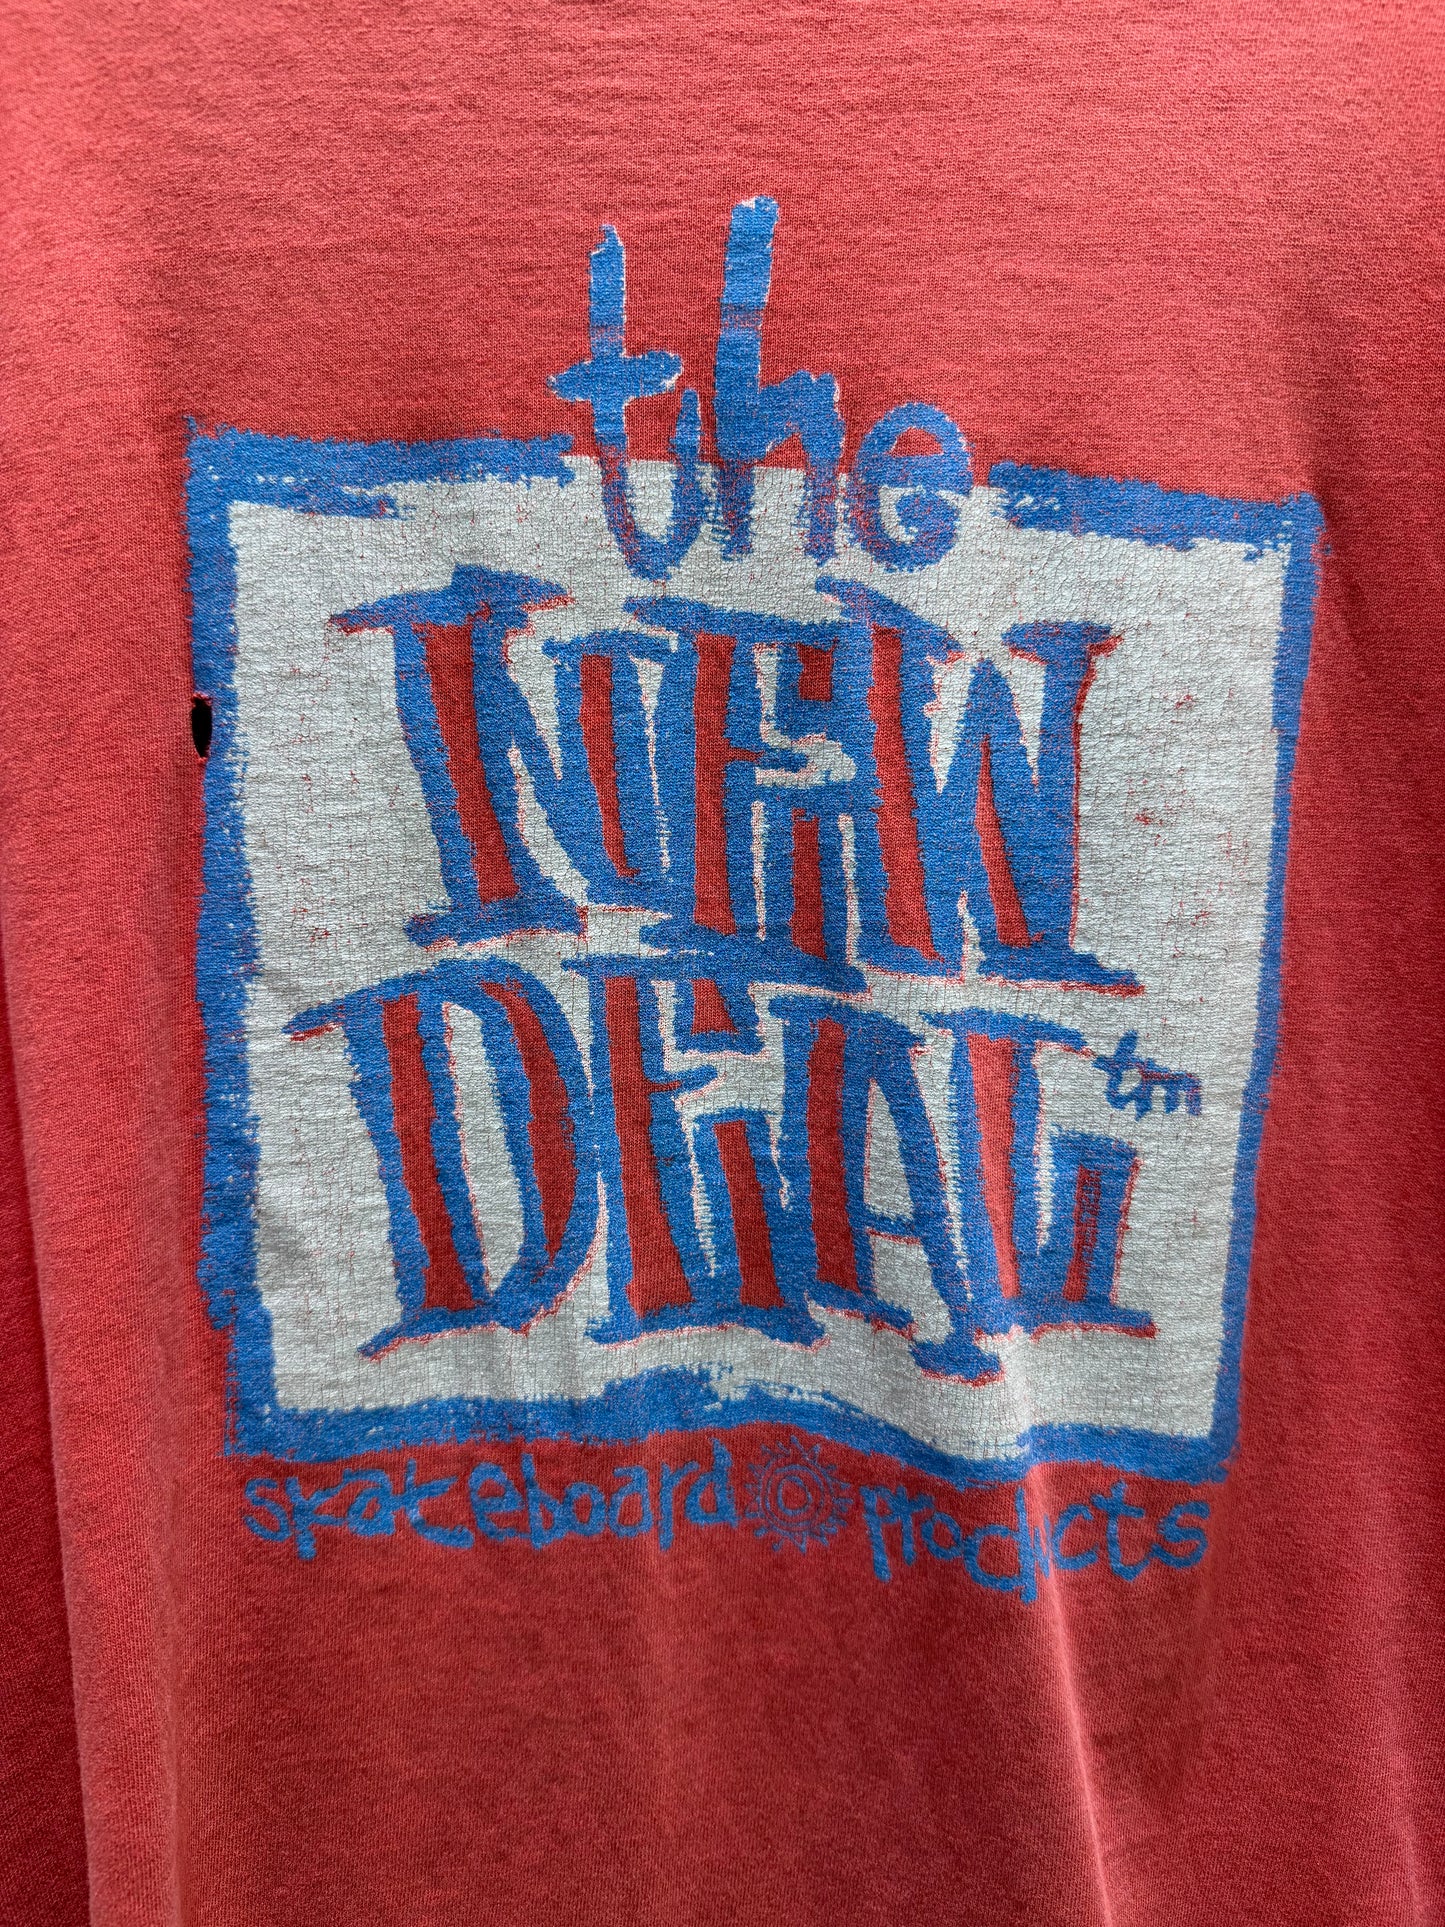 the
NEW
DEAL tm
skateboard products